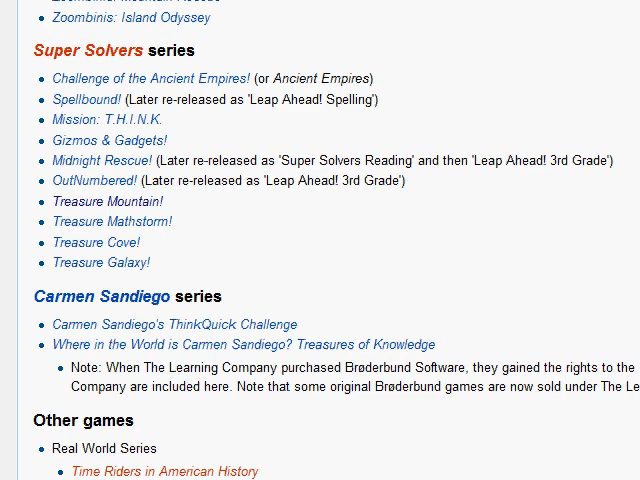 Zoombinis: Island Odyssey
Super Solvers series
Challenge of the Ancient Empires! (or Ancient Empires)
Spellbound! (Later re-released as 'Leap Ahead! Spelling')
Mission: T.H.I.N.K.
Gizmos & Gadgets!
Midnight Rescue! (Later re-released as 'Super Solvers Reading' and then 'Leap Ahead! 3rd Grade')
OutNumbered! (Later re-released as 'Leap Ahead! 3rd Grade')
Treasure Mountain!
Treasure Mathstorm!
Treasure Cove!
Treasure Galaxy!
Carmen Sandiego series
Carmen Sandiego's ThinkQuick Challenge
Where in the World is Carmen Sandiego? Treasures of Knowledge
Note: When The Learning Company purchased Brøderbund Software, they gained the rights to the
Company are included here. Note that some original Brøderbund games are now sold under The Le
Other games
Real World Series
Time Riders in American History